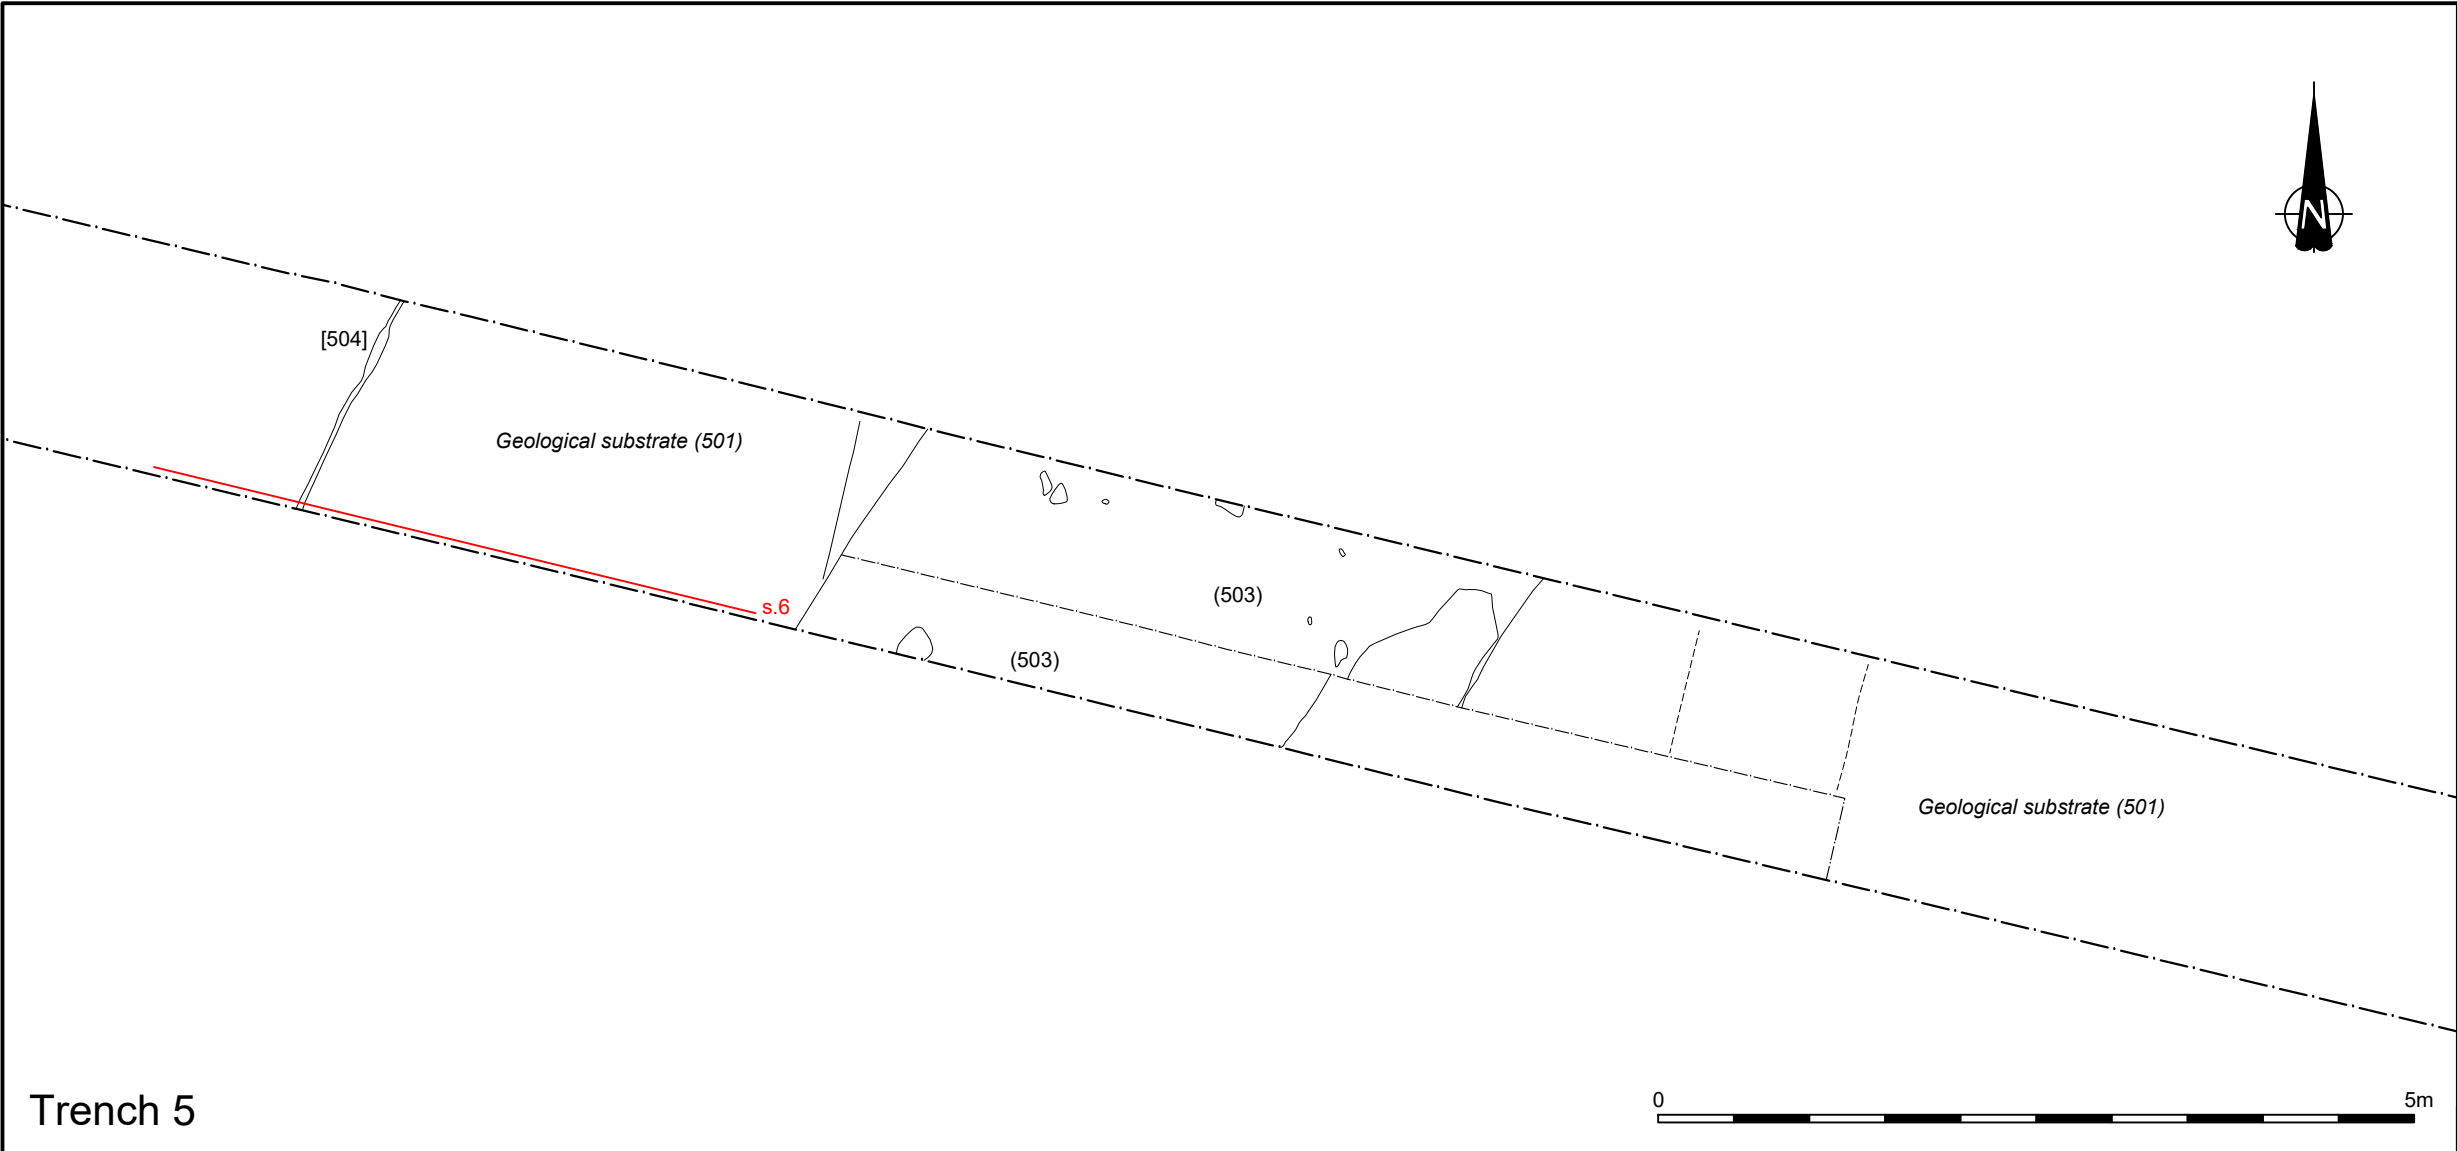 N
[504]
Geological substrate (501)
(503)
s.6
(503)
Geological substrate (501)
0 5m
Trench 5